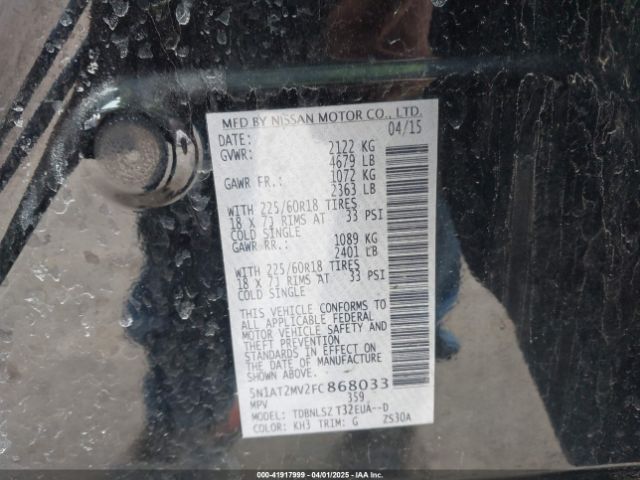 MFD BY NISSAN MOTOR CO., LTD.
DATE: 04/15
GVWR: 2122 KG
4679 LB
GAWR FR.: 1072 KG
2363 LB
WITH 225/60R18 TIRES
18 X 7J RIMS AT 33 PSI
COLD SINGLE
GAWR RR.: 1089 KG
2401 LB
WITH 225/60R18 TIRES
18 X 7J RIMS AT 33 PSI
COLD SINGLE
THIS VEHICLE CONFORMS TO
ALL APPLICABLE FEDERAL
MOTOR VEHICLE SAFETY AND
THEFT PREVENTION
STANDARDS IN EFFECT ON
THE DATE OF MANUFACTURE
SHOWN ABOVE.
5N1AT2MV2FC868033
MPV 359
MODEL: TDBNLSZ T32EUA--D
COLOR: KH3 TRIM: G ZS30A
000-41917999 - 04/01/2025 - IAAI.COM